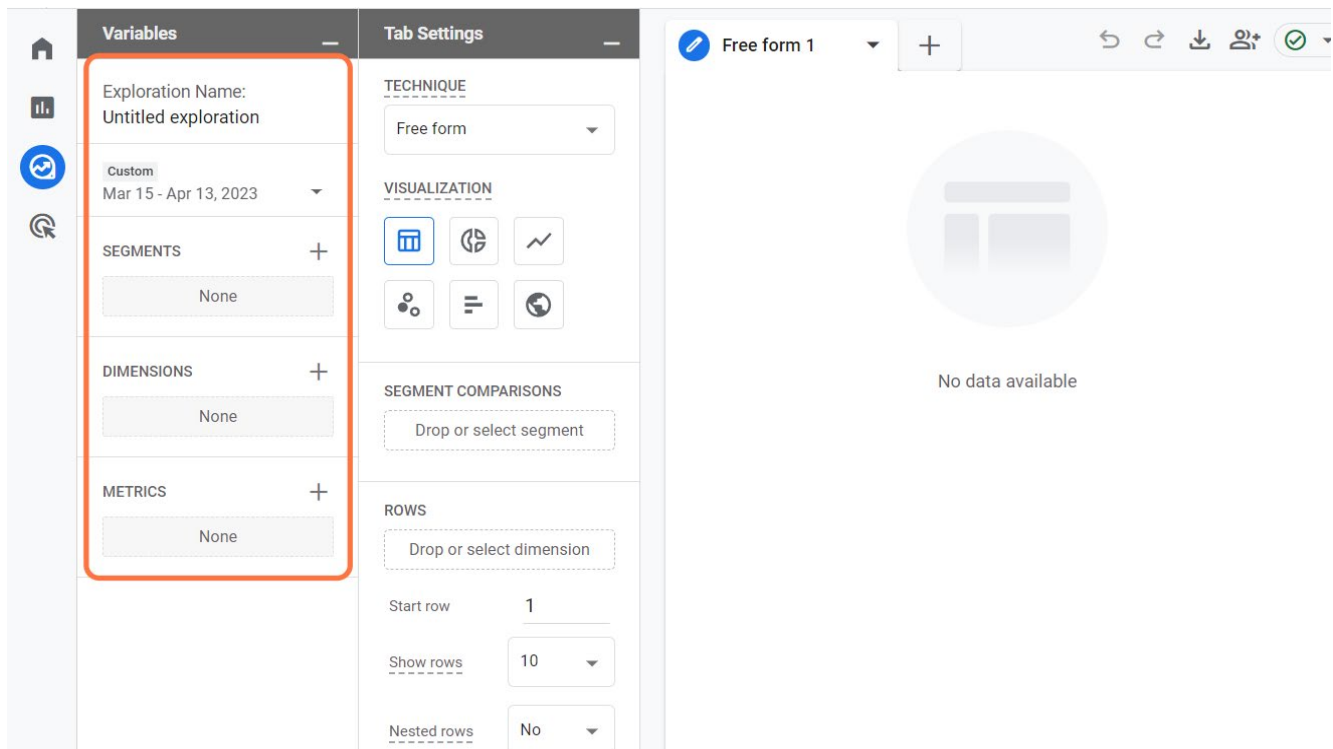 Variables
Exploration Name:
Untitled exploration
Custom
Mar 15 - Apr 13, 2023
SEGMENTS
None
DIMENSIONS
None
METRICS
None
Tab Settings
TECHNIQUE
Free form
VISUALIZATION
SEGMENT COMPARISONS
Drop or select segment
ROWS
Drop or select dimension
Start row 1
Show rows 10
Nested rows No
Free form 1
No data available